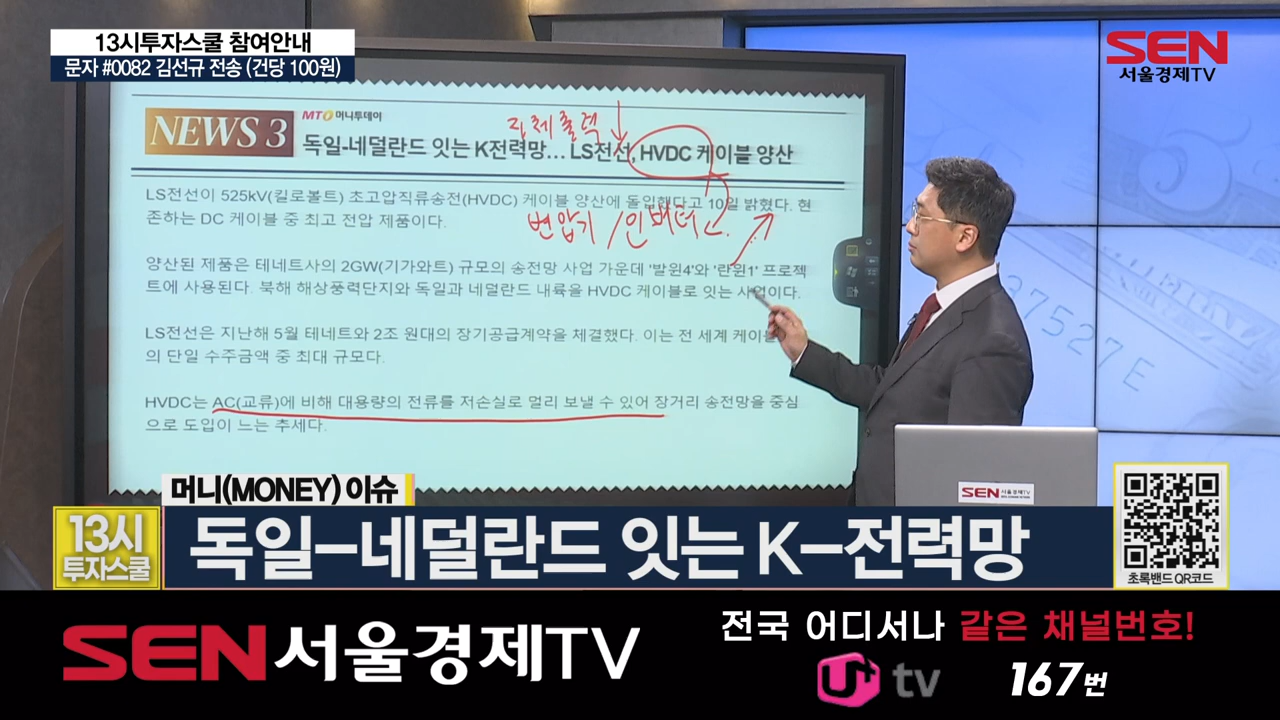 13시투자스쿨 참여안내
문자 #0082 김선규 전송 (건당 100원)
SEN
서울경제TV
NEWS 3
MTO 머니투데이
독일-네덜란드 잇는 K전력망... LS전선, HVDC 케이블 양산
LS전선이 525kV(킬로볼트) 초고압직류송전(HVDC) 케이블 양산에 돌입했다고 10일 밝혔다. 현
존하는 DC 케이블 중 최고 전압 제품이다.
변압기 / 인버터
양산된 제품은 테네트사의 2GW(기가와트) 규모의 송전망 사업 가운데 '발윈4'와 '란윈1' 프로젝
트에 사용된다. 북해 해상풍력단지와 독일과 네덜란드 내륙을 HVDC 케이블로 잇는 사업이다.
LS전선은 지난해 5월 테네트와 2조 원대의 장기공급계약을 체결했다. 이는 전 세계 케이블
의 단일 수주금액 중 최대 규모다.
HVDC는 AC(교류)에 비해 대용량의 전류를 저손실로 멀리 보낼 수 있어 장거리 송전망을 중심
으로 도입이 느는 추세다.
37527E
SEN 서울경제TV
머니(MONEY) 이슈
13시
투자스쿨
독일-네덜란드 잇는 K-전력망
초록밴드 QR코드
SEN 서울경제TV
전국 어디서나 같은 채널번호!
U+ tv 167번